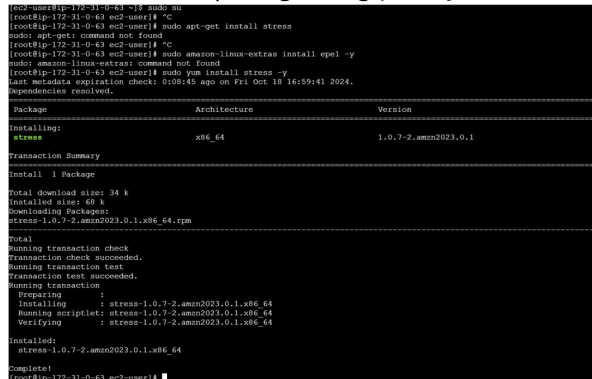 [ec2-user@ip-172-31-0-63 ~]$ sudo su
[root@ip-172-31-0-63 ec2-user]# ^C
[root@ip-172-31-0-63 ec2-user]# sudo apt-get install stress
sudo: apt-get: command not found
[root@ip-172-31-0-63 ec2-user]# ^C
[root@ip-172-31-0-63 ec2-user]# sudo amazon-linux-extras install epel -y
sudo: amazon-linux-extras: command not found
[root@ip-172-31-0-63 ec2-user]# sudo yum install stress -y
Last metadata expiration check: 0:08:45 ago on Fri Oct 18 16:59:41 2024.
Dependencies resolved.
Package Architecture Version
Installing:
stress x86_64 1.0.7-2.amzn2023.0.1
Transaction Summary
Install 1 Package
Total download size: 34 k
Installed size: 68 k
Downloading Packages:
stress-1.0.7-2.amzn2023.0.1.x86_64.rpm
Total
Running transaction check
Transaction check succeeded.
Running transaction test
Transaction test succeeded.
Running transaction
Preparing :
Installing : stress-1.0.7-2.amzn2023.0.1.x86_64
Running scriptlet: stress-1.0.7-2.amzn2023.0.1.x86_64
Verifying : stress-1.0.7-2.amzn2023.0.1.x86_64
Installed:
stress-1.0.7-2.amzn2023.0.1.x86_64
Complete!
[root@ip-172-31-0-63 ec2-user]#